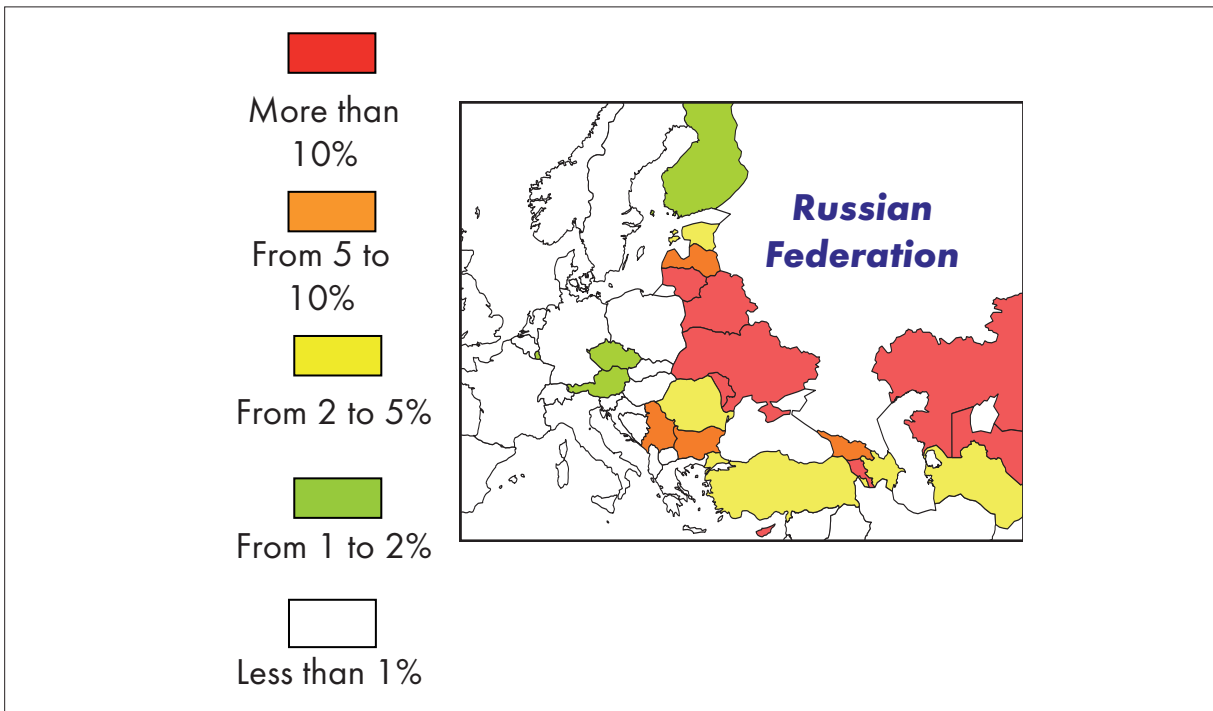 More than
10%
From 5 to
10%
From 2 to 5%
From 1 to 2%
Less than 1%
Russian
Federation